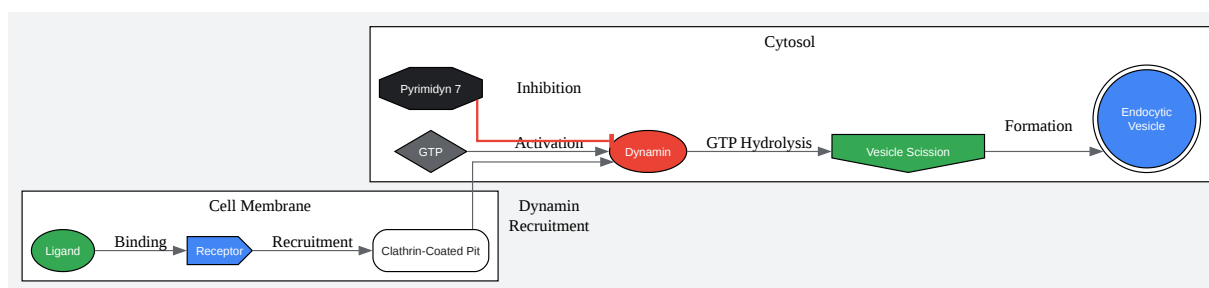 Cytosol
Pyrimidyn 7
Inhibition
GTP
Activation
Dynamin
GTP Hydrolysis
Vesicle Scission
Formation
Endocytic
Vesicle
Cell Membrane
Ligand
Binding
Receptor
Recruitment
Clathrin-Coated Pit
Dynamin
Recruitment